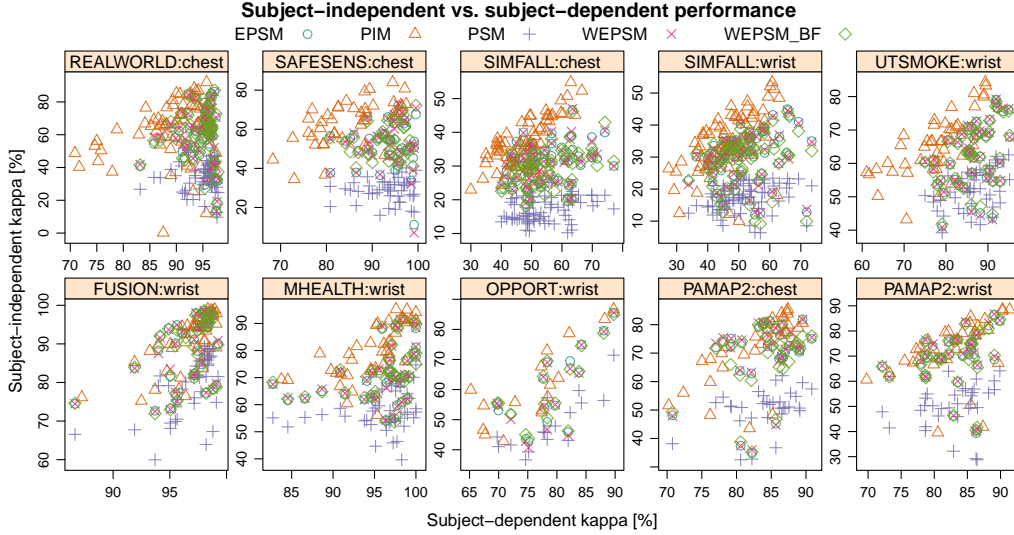 Subject−independent vs. subject−dependent performance
EPSM PIM PSM WEPSM WEPSM_BF
REALWORLD:chest SAFESENS:chest SIMFALL:chest SIMFALL:wrist UTSMOKE:wrist
0 20 40 60 80
70 75 80 85 90 95
20 40 60 80
70 80 90 100
10 20 30 40 50
30 40 50 60 70
10 20 30 40 50
30 40 50 60 70
40 50 60 70 80
60 70 80 90
FUSION:wrist MHEALTH:wrist OPPORT:wrist PAMAP2:chest PAMAP2:wrist
60 70 80 90 100
90 95
40 50 60 70 80 90
85 90 95 100
40 50 60 70 80
65 70 75 80 85 90
40 50 60 70 80
70 75 80 85 90
30 40 50 60 70 80 90
70 75 80 85 90
Subject−independent kappa [%]
Subject−dependent kappa [%]